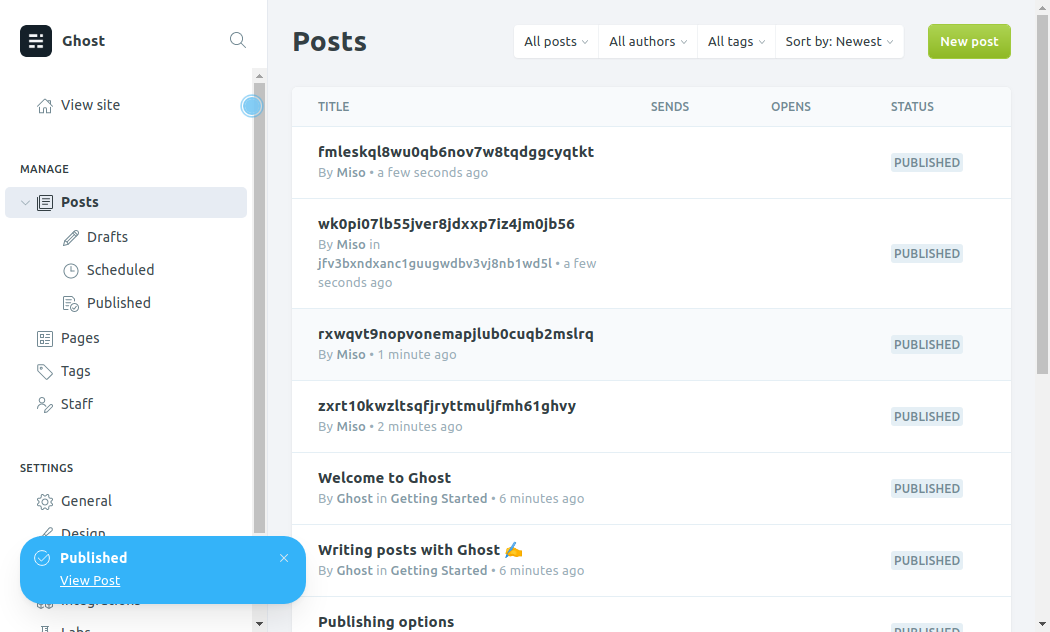 Ghost
View site
MANAGE
Posts
Drafts
Scheduled
Published
Pages
Tags
Staff
SETTINGS
General
Design
Published
View Post
Integrations
Labs
Posts
All posts
All authors
All tags
Sort by: Newest
New post
TITLE SENDS OPENS STATUS
fmleskql8wu0qb6nov7w8tqdggcyqtkt
By Miso • a few seconds ago
PUBLISHED
wk0pi07lb55jver8jdxxp7iz4jm0jb56
By Miso in
jfv3bxndxanc1guugwdbv3vj8nb1wd5l • a few
seconds ago
PUBLISHED
rxwqvt9nopvonemapjlub0cuqb2mslrq
By Miso • 1 minute ago
PUBLISHED
zxrt10kwzltsqfjryttmuljfmh61ghvy
By Miso • 2 minutes ago
PUBLISHED
Welcome to Ghost
By Ghost in Getting Started • 6 minutes ago
PUBLISHED
Writing posts with Ghost ✍️
By Ghost in Getting Started • 6 minutes ago
PUBLISHED
Publishing options
PUBLISHED